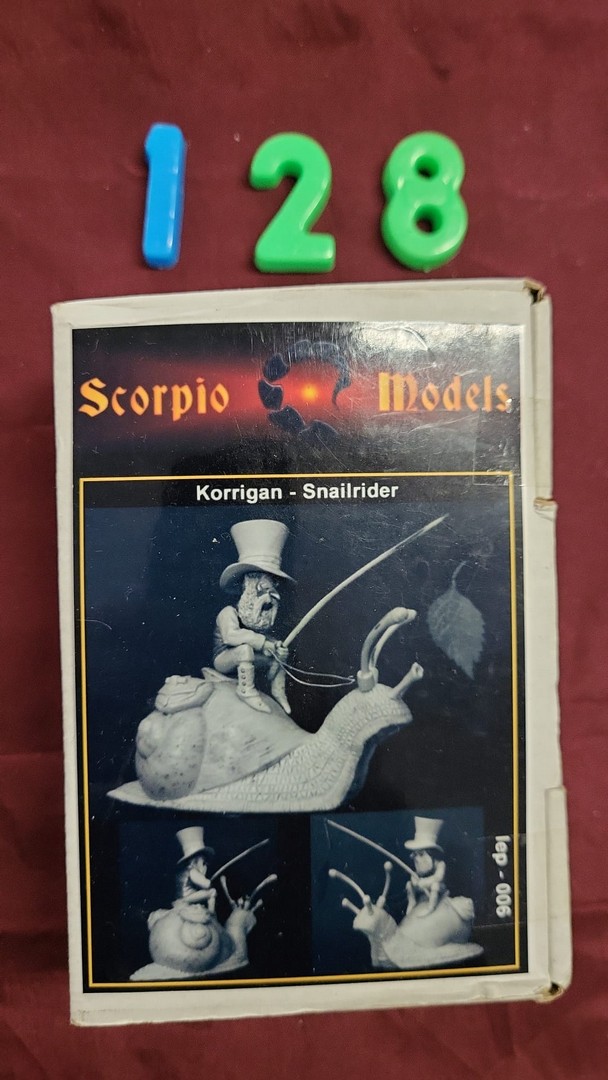 128
Scorpio Models
Korrigan - Snailrider
lep - 006